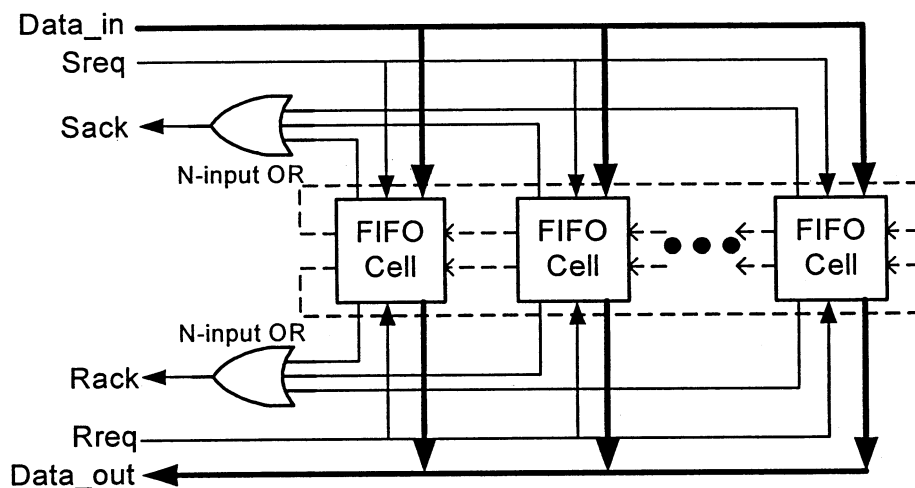 Data_in
Sreq
Sack
N-input OR
FIFO
Cell
FIFO
Cell
FIFO
Cell
N-input OR
Rack
Rreq
Data_out